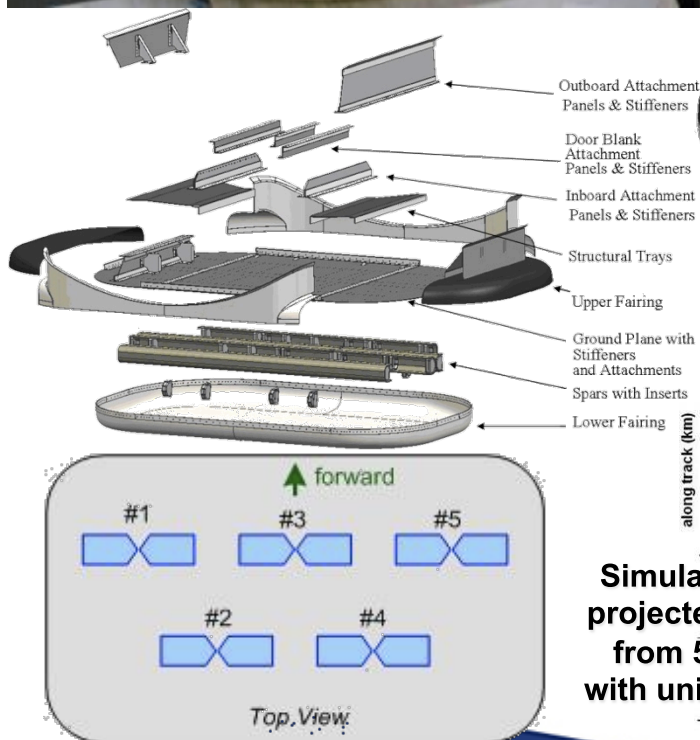 Outboard Attachment
Panels & Stiffeners
Door Blank
Attachment
Panels & Stiffeners
Inboard Attachment
Panels & Stiffeners
Structural Trays
Upper Fairing
Ground Plane with
Stiffeners
and Attachments
Spars with Inserts
Lower Fairing
along track (km)
forward
#1
#3
#5
#2
#4
Top View
Simula
projecte
from 5
with uni